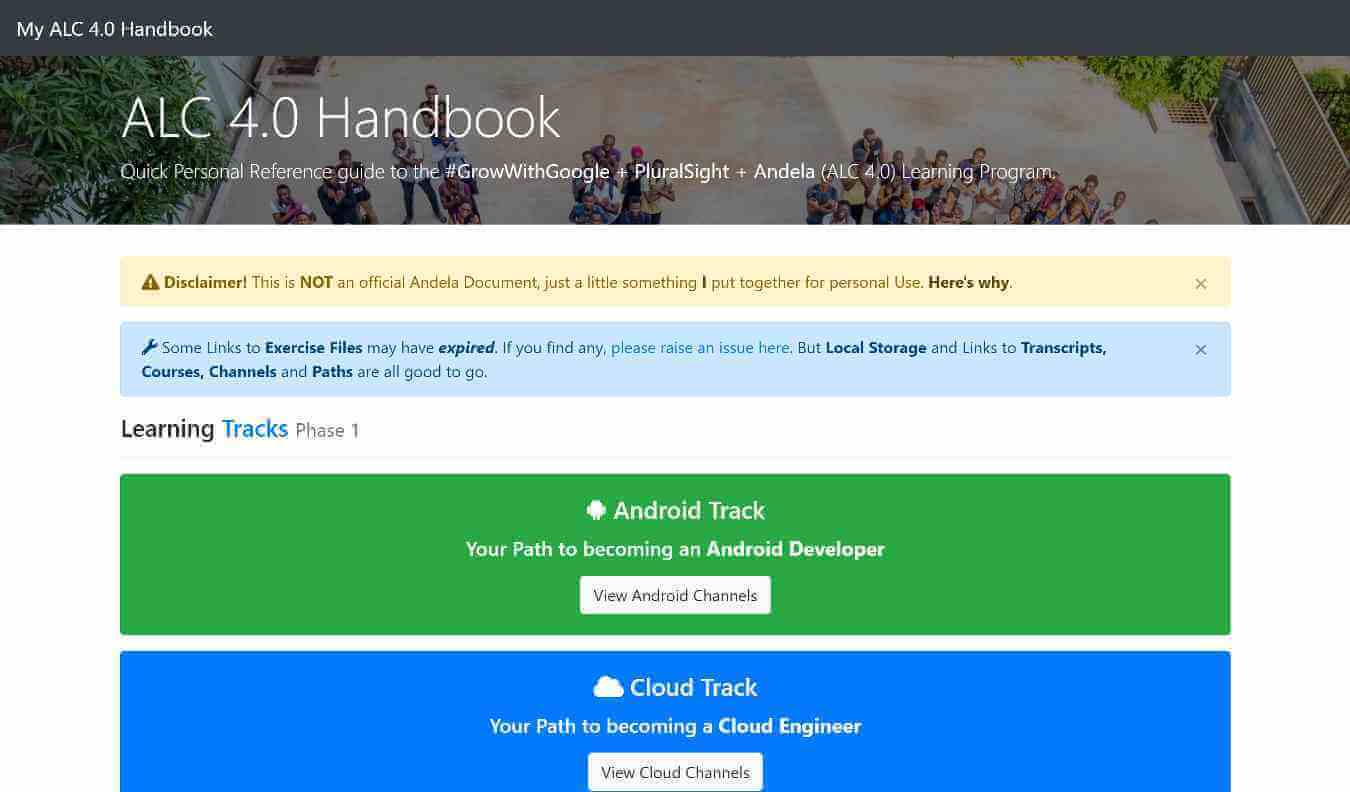 My ALC 4.0 Handbook
ALC 4.0 Handbook
Quick Personal Reference guide to the #GrowWithGoogle + PluralSight + Andela (ALC 4.0) Learning Program.
Disclaimer! This is NOT an official Andela Document, just a little something I put together for personal Use. Here's why.
×
Some Links to Exercise Files may have expired. If you find any, please raise an issue here. But Local Storage and Links to Transcripts,
Courses, Channels and Paths are all good to go.
×
Learning Tracks Phase 1
Android Track
Your Path to becoming an Android Developer
View Android Channels
Cloud Track
Your Path to becoming a Cloud Engineer
View Cloud Channels